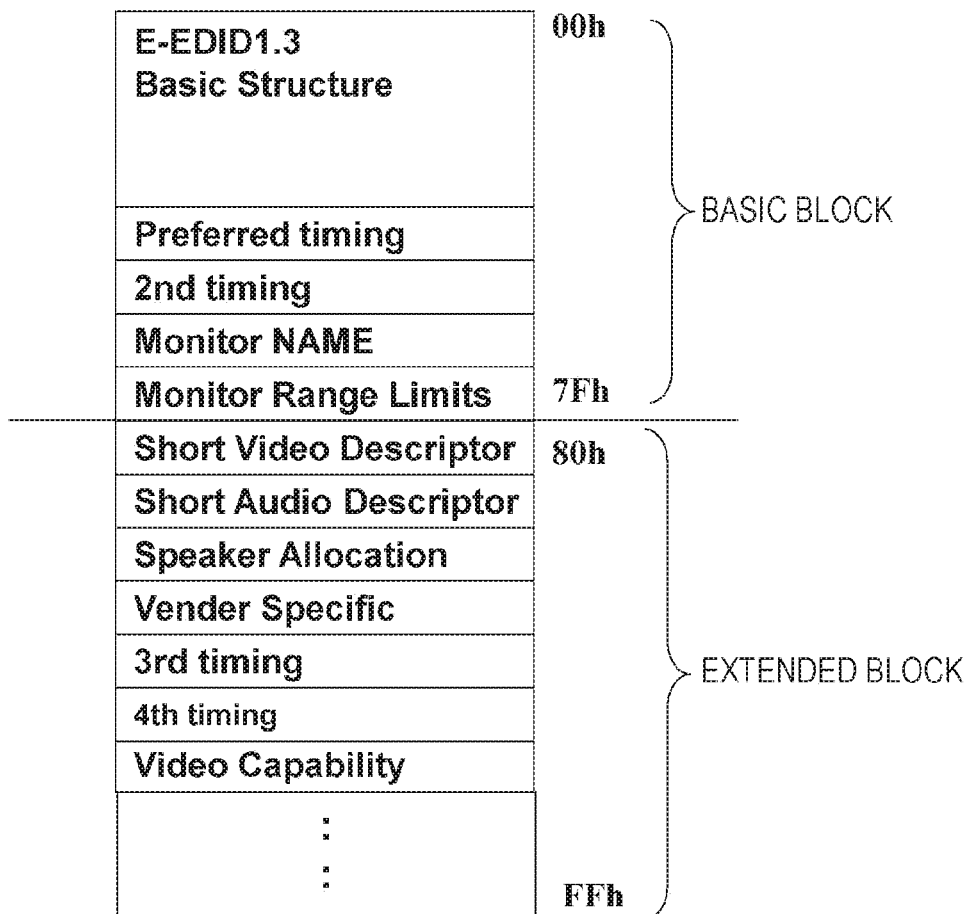 E-EDID1.3
Basic Structure
00h
Preferred timing
BASIC BLOCK
2nd timing
Monitor NAME
Monitor Range Limits
7Fh
Short Video Descriptor
80h
Short Audio Descriptor
Speaker Allocation
Vender Specific
3rd timing
EXTENDED BLOCK
4th timing
Video Capability
FFh